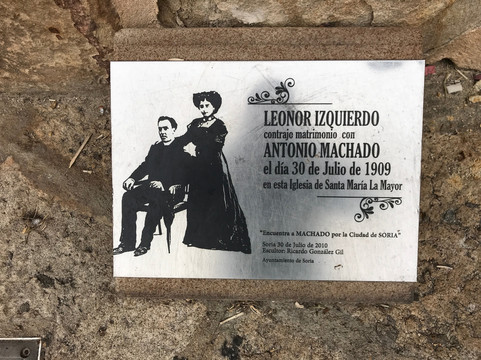 LEONOR IZQUIERDO
contrajo matrimonio con
ANTONIO MACHADO
el día 30 de Julio de 1909
en esta Iglesia de Santa María La Mayor
"Encuentra a MACHADO por la Ciudad de SORIA"
Soria 30 de Julio de 2010
Escultor: Ricardo González Gil
Ayuntamiento de Soria